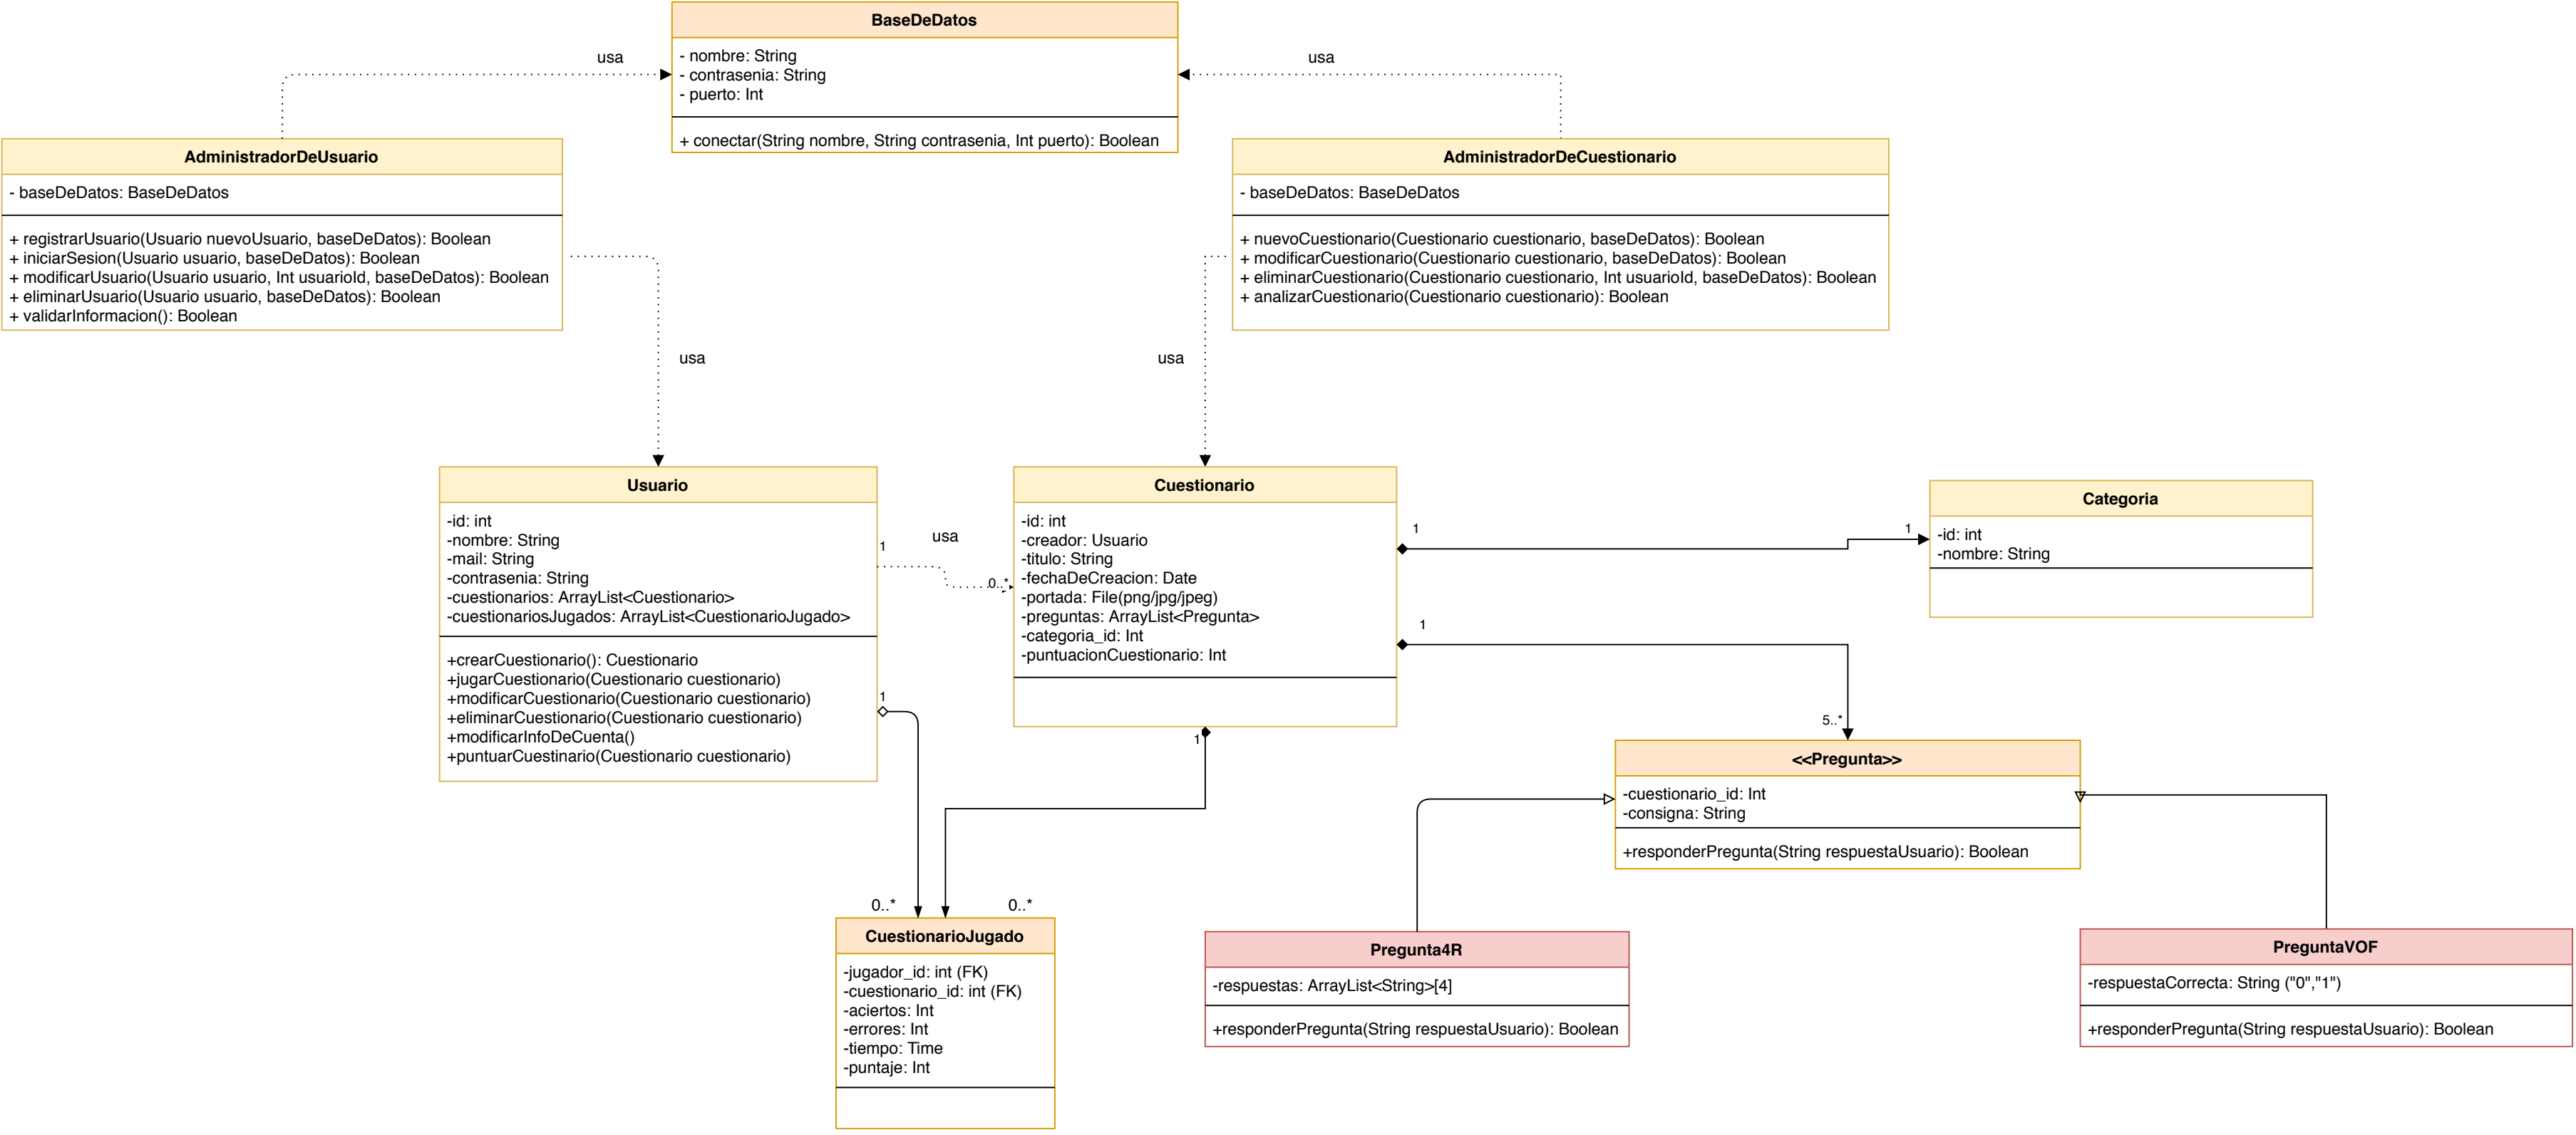 BaseDeDatos
- nombre: String
- contrasenia: String
- puerto: Int
+ conectar(String nombre, String contrasenia, Int puerto): Boolean
usa
usa
AdministradorDeUsuario
- baseDeDatos: BaseDeDatos
+ registrarUsuario(Usuario nuevoUsuario, baseDeDatos): Boolean
+ iniciarSesion(Usuario usuario, baseDeDatos): Boolean
+ modificarUsuario(Usuario usuario, Int usuarioId, baseDeDatos): Boolean
+ eliminarUsuario(Usuario usuario, baseDeDatos): Boolean
+ validarInformacion(): Boolean
AdministradorDeCuestionario
- baseDeDatos: BaseDeDatos
+ nuevoCuestionario(Cuestionario cuestionario, baseDeDatos): Boolean
+ modificarCuestionario(Cuestionario cuestionario, baseDeDatos): Boolean
+ eliminarCuestionario(Cuestionario cuestionario, Int usuarioId, baseDeDatos): Boolean
+ analizarCuestionario(Cuestionario cuestionario): Boolean
usa
usa
Usuario
-id: int
-nombre: String
-mail: String
-contrasenia: String
-cuestionarios: ArrayList<Cuestionario>
-cuestionariosJugados: ArrayList<CuestionarioJugado>
+crearCuestionario(): Cuestionario
+jugarCuestionario(Cuestionario cuestionario)
+modificarCuestionario(Cuestionario cuestionario)
+eliminarCuestionario(Cuestionario cuestionario)
+modificarInfoDeCuenta()
+puntuarCuestinario(Cuestionario cuestionario)
1
usa
0..*
1
Cuestionario
-id: int
-creador: Usuario
-titulo: String
-fechaDeCreacion: Date
-portada: File(png/jpg/jpeg)
-preguntas: ArrayList<Pregunta>
-categoria_id: Int
-puntuacionCuestionario: Int
1
1
1
1
Categoria
-id: int
-nombre: String
5..*
<<Pregunta>>
-cuestionario_id: Int
-consigna: String
+responderPregunta(String respuestaUsuario): Boolean
0..*
0..*
CuestionarioJugado
-jugador_id: int (FK)
-cuestionario_id: int (FK)
-aciertos: Int
-errores: Int
-tiempo: Time
-puntaje: Int
Pregunta4R
-respuestas: ArrayList<String>[4]
+responderPregunta(String respuestaUsuario): Boolean
PreguntaVOF
-respuestaCorrecta: String ("0","1")
+responderPregunta(String respuestaUsuario): Boolean